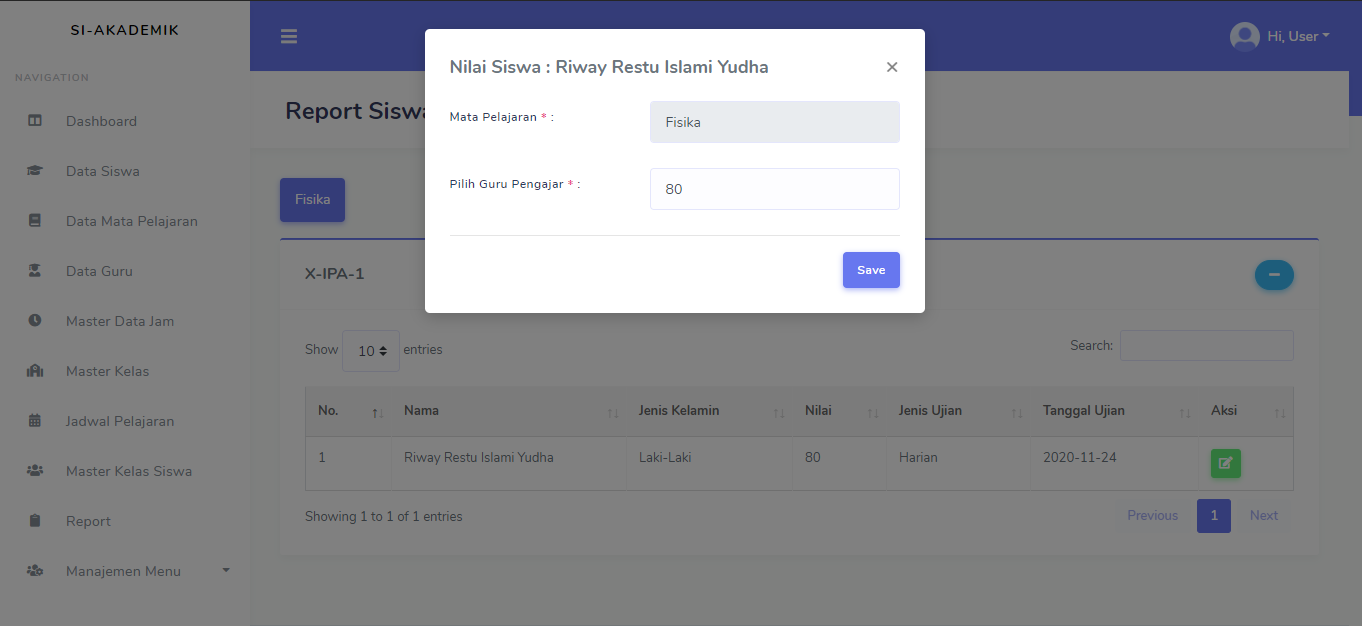 SI-AKADEMIK
NAVIGATION
Dashboard
Data Siswa
Data Mata Pelajaran
Data Guru
Master Data Jam
Master Kelas
Jadwal Pelajaran
Master Kelas Siswa
Report
Manajemen Menu
Hi, User
Report Sisw
Nilai Siswa : Riway Restu Islami Yudha ×
Mata Pelajaran * : Fisika
Pilih Guru Pengajar * : 80
Save
Fisika
X-IPA-1
Show 10 entries Search:
No. Nama Jenis Kelamin Nilai Jenis Ujian Tanggal Ujian Aksi
1 Riway Restu Islami Yudha Laki-Laki 80 Harian 2020-11-24
Showing 1 to 1 of 1 entries Previous 1 Next